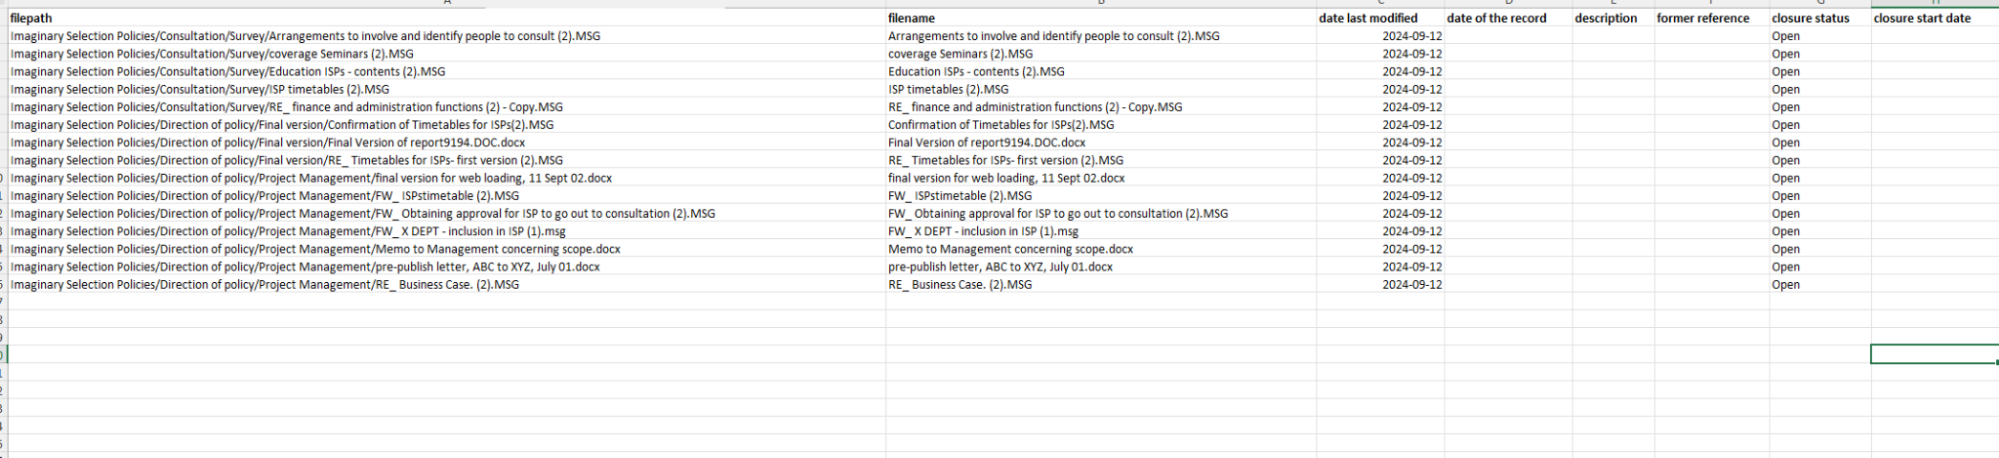 filepath filename date last modified date of the record description former reference closure status closure start date
Imaginary Selection Policies/Consultation/Survey/Arrangements to involve and identify people to consult (2).MSG Arrangements to involve and identify people to consult (2).MSG 2024-09-12 Open
Imaginary Selection Policies/Consultation/Survey/coverage Seminars (2).MSG coverage Seminars (2).MSG 2024-09-12 Open
Imaginary Selection Policies/Consultation/Survey/Education ISPs - contents (2).MSG Education ISPs - contents (2).MSG 2024-09-12 Open
Imaginary Selection Policies/Consultation/Survey/ISP timetables (2).MSG ISP timetables (2).MSG 2024-09-12 Open
Imaginary Selection Policies/Consultation/Survey/RE_ finance and administration functions (2) - Copy.MSG RE_ finance and administration functions (2) - Copy.MSG 2024-09-12 Open
Imaginary Selection Policies/Direction of policy/Final version/Confirmation of Timetables for ISPs(2).MSG Confirmation of Timetables for ISPs(2).MSG 2024-09-12 Open
Imaginary Selection Policies/Direction of policy/Final version/Final Version of report9194.DOC.docx Final Version of report9194.DOC.docx 2024-09-12 Open
Imaginary Selection Policies/Direction of policy/Final version/RE_ Timetables for ISPs- first version (2).MSG RE_ Timetables for ISPs- first version (2).MSG 2024-09-12 Open
Imaginary Selection Policies/Direction of policy/Project Management/final version for web loading, 11 Sept 02.docx final version for web loading, 11 Sept 02.docx 2024-09-12 Open
Imaginary Selection Policies/Direction of policy/Project Management/FW_ ISPstimetable (2).MSG FW_ ISPstimetable (2).MSG 2024-09-12 Open
Imaginary Selection Policies/Direction of policy/Project Management/FW_ Obtaining approval for ISP to go out to consultation (2).MSG FW_ Obtaining approval for ISP to go out to consultation (2).MSG 2024-09-12 Open
Imaginary Selection Policies/Direction of policy/Project Management/FW_ X DEPT - inclusion in ISP (1).msg FW_ X DEPT - inclusion in ISP (1).msg 2024-09-12 Open
Imaginary Selection Policies/Direction of policy/Project Management/Memo to Management concerning scope.docx Memo to Management concerning scope.docx 2024-09-12 Open
Imaginary Selection Policies/Direction of policy/Project Management/pre-publish letter, ABC to XYZ, July 01.docx pre-publish letter, ABC to XYZ, July 01.docx 2024-09-12 Open
Imaginary Selection Policies/Direction of policy/Project Management/RE_ Business Case. (2).MSG RE_ Business Case. (2).MSG 2024-09-12 Open